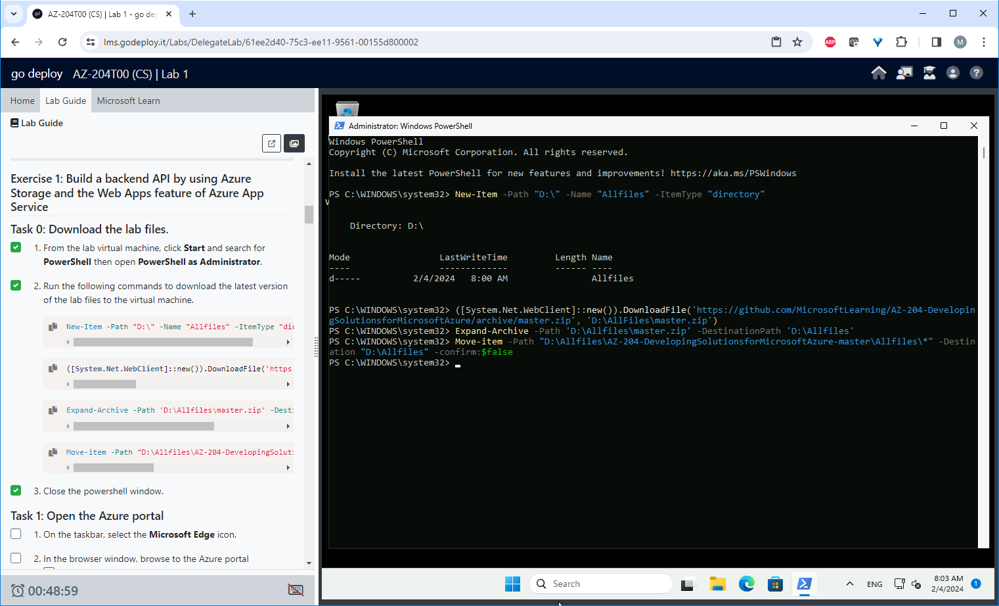 AZ-204T00 (CS) | Lab 1 - go de
lms.godeploy.it/Labs/DelegateLab/61ee2d40-75c3-ee11-9561-00155d800002
ABP
M
go deploy
AZ-204T00 (CS) | Lab 1
Home
Lab Guide
Microsoft Learn
Lab Guide
Exercise 1: Build a backend API by using Azure
Storage and the Web Apps feature of Azure App
Service
Task 0: Download the lab files.
1. From the lab virtual machine, click Start and search for
PowerShell then open PowerShell as Administrator.
2. Run the following commands to download the latest version
of the lab files to the virtual machine.
New-Item -Path "D:\" -Name "Allfiles" -ItemType "dir
([System.Net.WebClient]::new()).DownloadFile('https
Expand-Archive -Path 'D:\Allfiles\master.zip' -Desti
Move-item -Path "D:\Allfiles\AZ-204-DevelopingSoluti
3. Close the powershell window.
Task 1: Open the Azure portal
1. On the taskbar, select the Microsoft Edge icon.
2. In the browser window, browse to the Azure portal
00:48:59
Administrator: Windows PowerShell
Windows PowerShell
Copyright (C) Microsoft Corporation. All rights reserved.
Install the latest PowerShell for new features and improvements! https://aka.ms/PSWindows
PS C:\WINDOWS\system32> New-Item -Path "D:\" -Name "Allfiles" -ItemType "directory"
Directory: D:\
Mode LastWriteTime Length Name
---- ------------- ------ ----
d----- 2/4/2024 8:00 AM Allfiles
PS C:\WINDOWS\system32> ([System.Net.WebClient]::new()).DownloadFile('https://github.com/MicrosoftLearning/AZ-204-Developin
gSolutionsforMicrosoftAzure/archive/master.zip', 'D:\AllFiles\master.zip')
PS C:\WINDOWS\system32> Expand-Archive -Path 'D:\Allfiles\master.zip' -DestinationPath 'D:\Allfiles'
PS C:\WINDOWS\system32> Move-item -Path "D:\Allfiles\AZ-204-DevelopingSolutionsforMicrosoftAzure-master\Allfiles\*" -Destin
ation "D:\Allfiles" -confirm:$false
PS C:\WINDOWS\system32>
Search
ENG
8:03 AM
2/4/2024
1